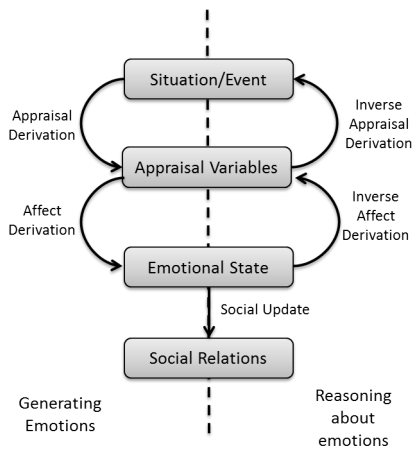 Situation/Event
Appraisal
Derivation
Inverse
Appraisal
Derivation
Appraisal Variables
Affect
Derivation
Inverse
Affect
Derivation
Emotional State
Social Update
Social Relations
Generating
Emotions
Reasoning
about
emotions